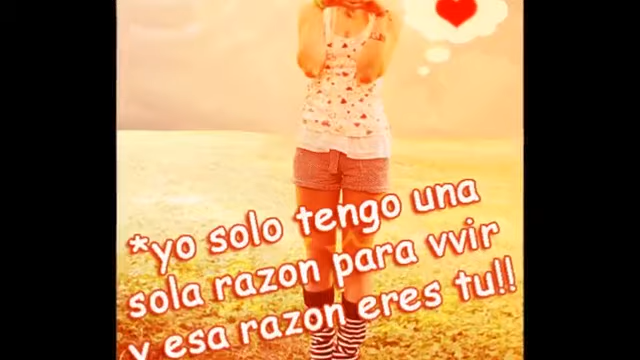 *yo solo tengo una
sola razon para vvir
y esa razon eres tu!!